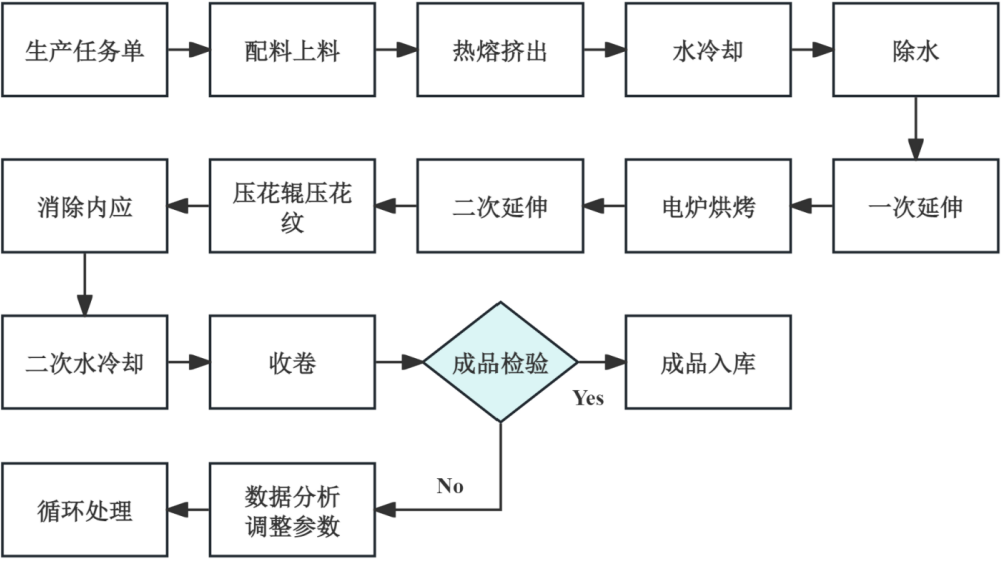 生产任务单
配料上料
热熔挤出
水冷却
除水
一次延伸
电炉烘烤
二次延伸
压花辊压花
纹
消除内应
二次水冷却
收卷
成品检验
Yes
成品入库
No
数据分析
调整参数
循环处理